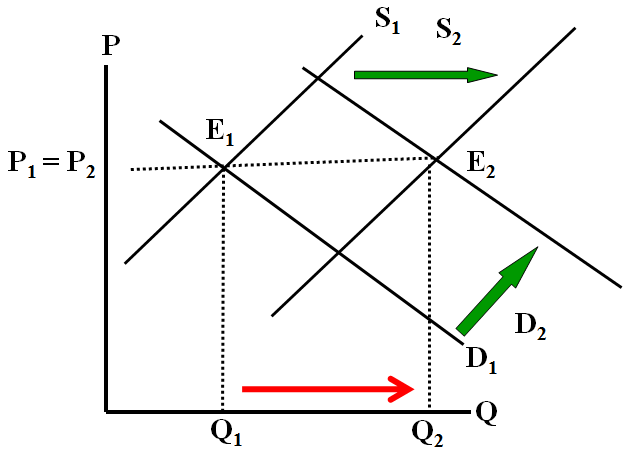 S₁
S₂
P
E₁
P₁ = P₂
E₂
D₂
D₁
Q
Q₁
Q₂